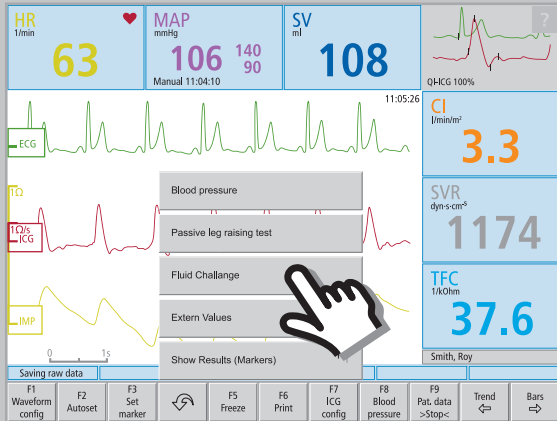 HR
1/min
63
MAP
mmHg
106
140
90
Manual 11:04:10
SV
ml
108
?
QI-ICG 100%
11:05:26
ECG
CI
l/min/m²
3.3
1Ω
1Ω/s
ICG
SVR
dyn·s·cm⁻⁵
1174
IMP
TFC
1/kOhm
37.6
Blood pressure
Passive leg raising test
Fluid Challange
Extern Values
Show Results (Markers)
0 1s
Smith, Roy
Saving raw data
F1
Waveform
config
F2
Autoset
F3
Set
marker
F5
Freeze
F6
Print
F7
ICG
config
F8
Blood
pressure
F9
Pat. data
>Stop<
Trend
Bars